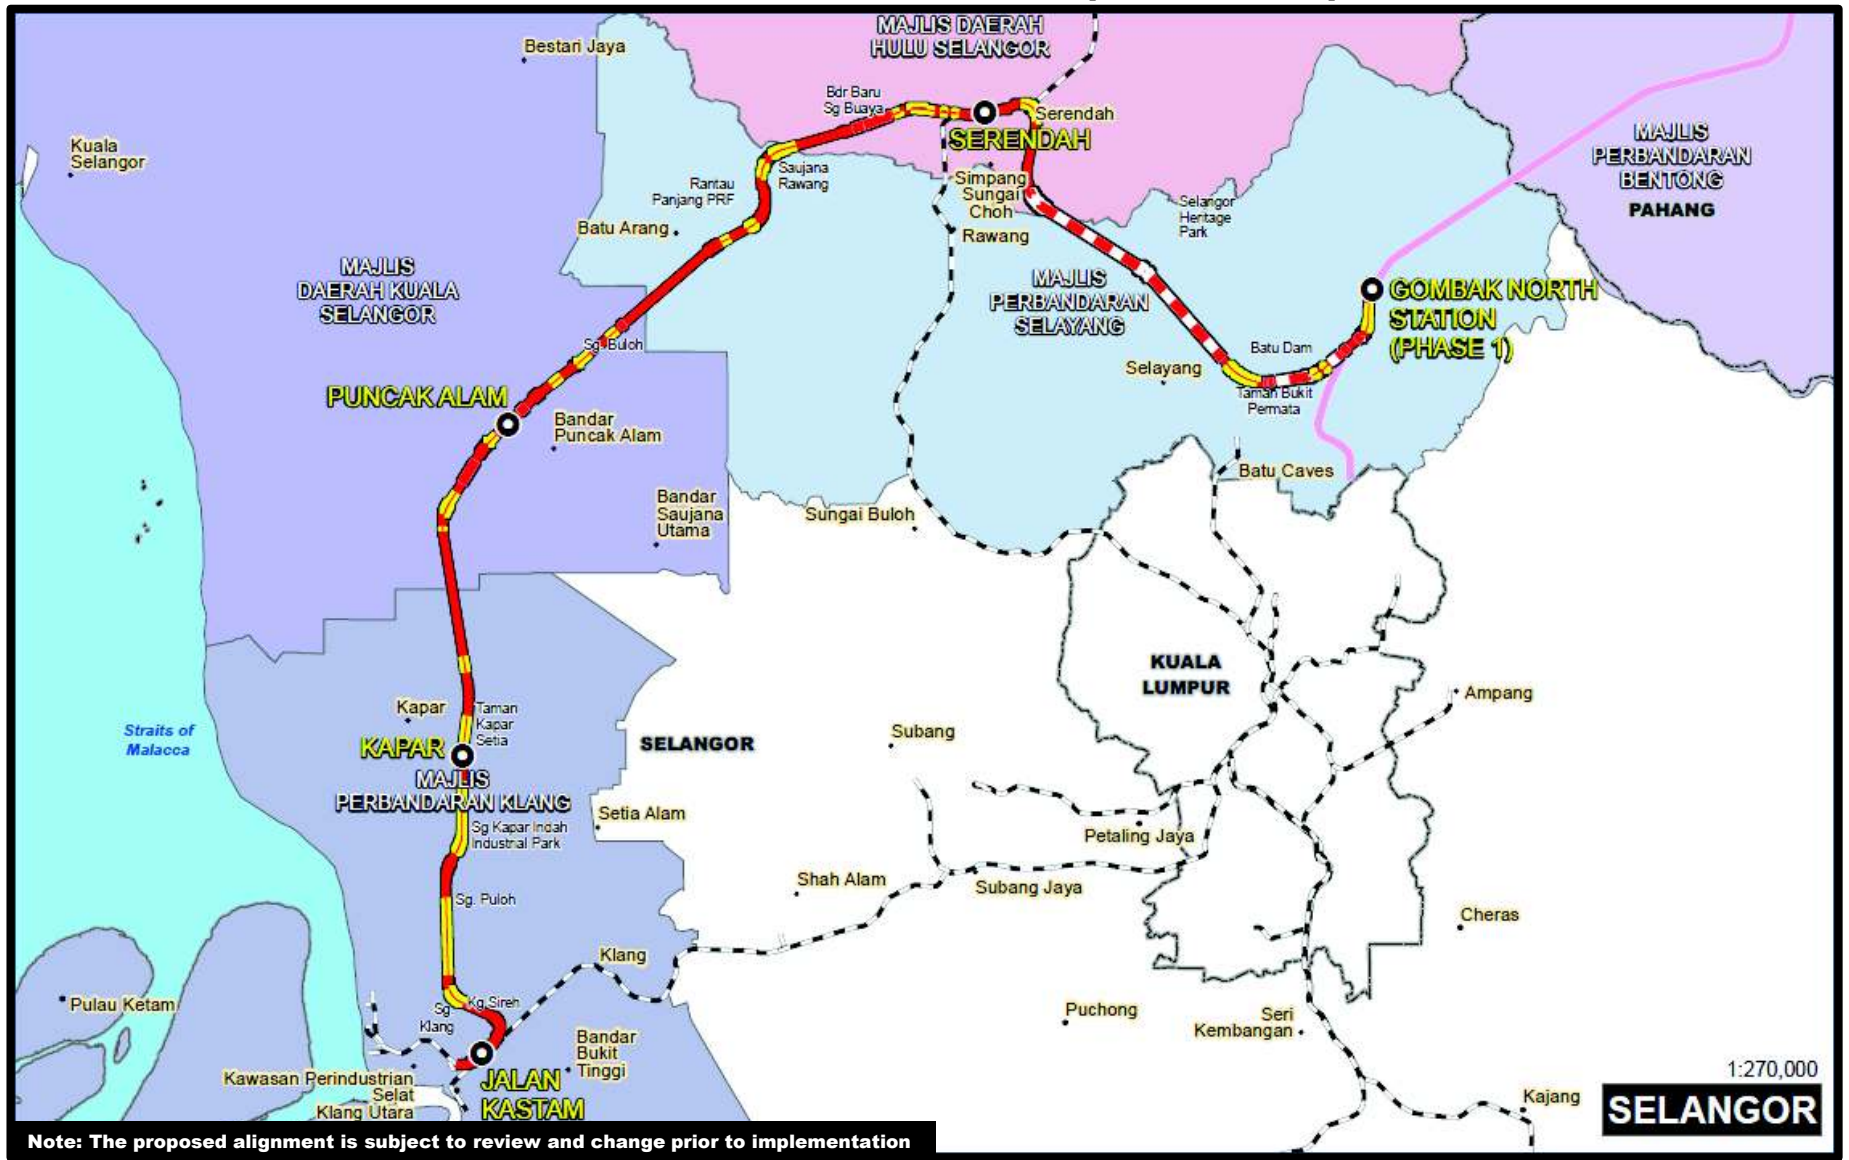 MAJLIS DAERAH
HULU SELANGOR
Bestari Jaya
Bdr Baru
Sg Buaya
Serendah
SERENDAH
Kuala
Selangor
MAJLIS
PERBANDARAN
BENTONG
PAHANG
Saujana
Rawang
Rantau
Panjang PRF
Simpang
Sungai
Choh
Selangor
Heritage
Park
Batu Arang
Rawang
MAJLIS
DAERAH KUALA
SELANGOR
MAJLIS
PERBANDARAN
SELAYANG
GOMBAK NORTH
STATION
(PHASE 1)
Sg. Buloh
Batu Dam
Selayang
Taman Bukit
Permata
PUNCAK ALAM
Bandar
Puncak Alam
Batu Caves
Bandar
Saujana
Utama
Sungai Buloh
KUALA
LUMPUR
Ampang
Kapar
Taman
Kapar
Setia
Straits of
Malacca
KAPAR
SELANGOR
Subang
MAJLIS
PERBANDARAN KLANG
Setia Alam
Sg Kapar Indah
Industrial Park
Petaling Jaya
Shah Alam
Subang Jaya
Sg. Puloh
Cheras
Klang
Pulau Ketam
Kg Sireh
Sg
Klang
Puchong
Seri
Kembangan
Bandar
Bukit
Tinggi
Kawasan Perindustrian
Selat
Klang Utara
JALAN
KASTAM
1:270,000
Kajang
SELANGOR
Note: The proposed alignment is subject to review and change prior to implementation